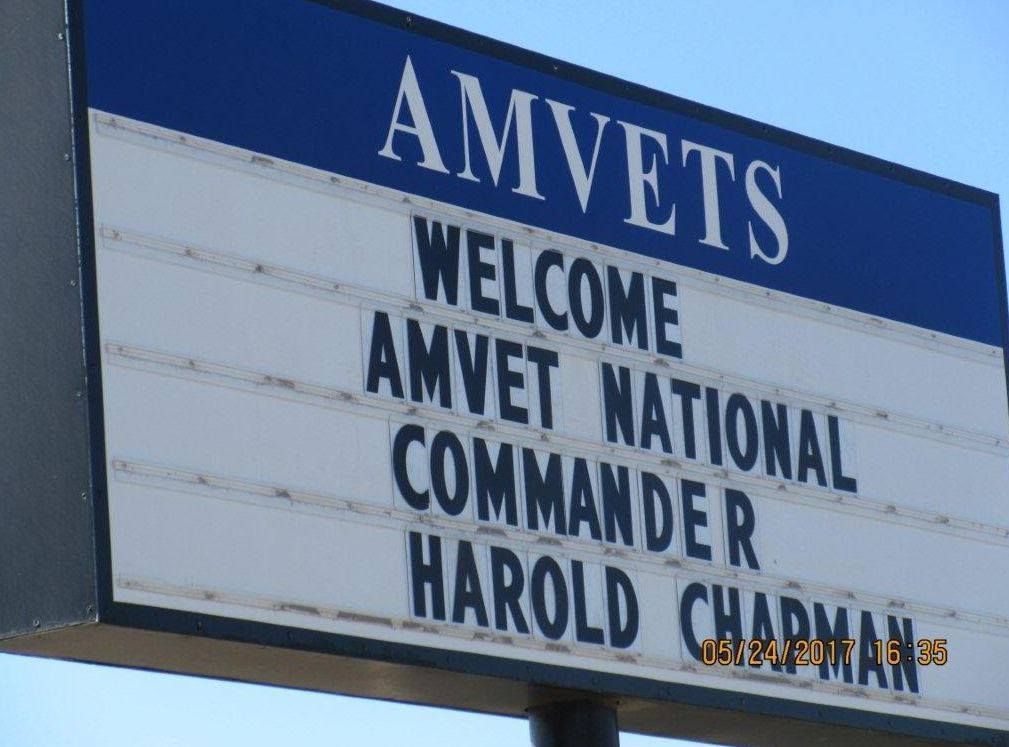 AMVETS
WELCOME
AMVET NATIONAL
COMMANDER
HAROLD CHAPMAN
05/24/2017 16:35